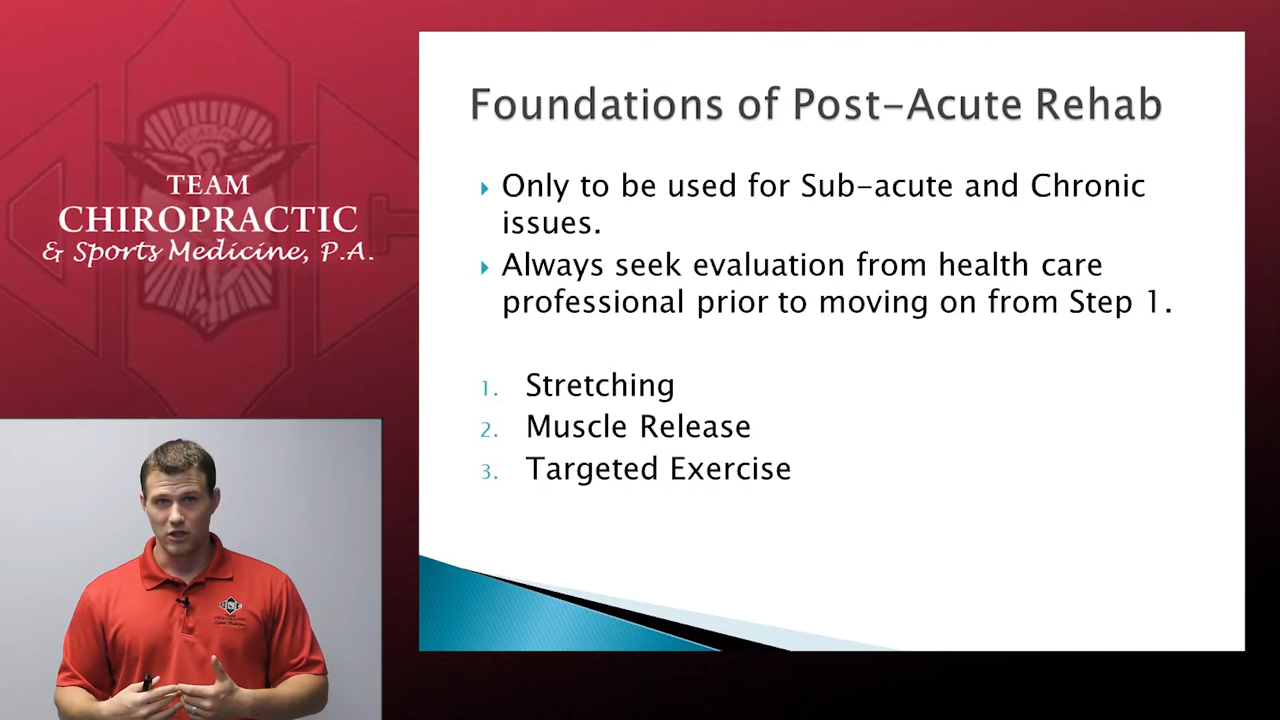 TEAM
CHIROPRACTIC
& Sports Medicine, P.A.
Foundations of Post-Acute Rehab
Only to be used for Sub-acute and Chronic
issues.
Always seek evaluation from health care
professional prior to moving on from Step 1.
1. Stretching
2. Muscle Release
3. Targeted Exercise